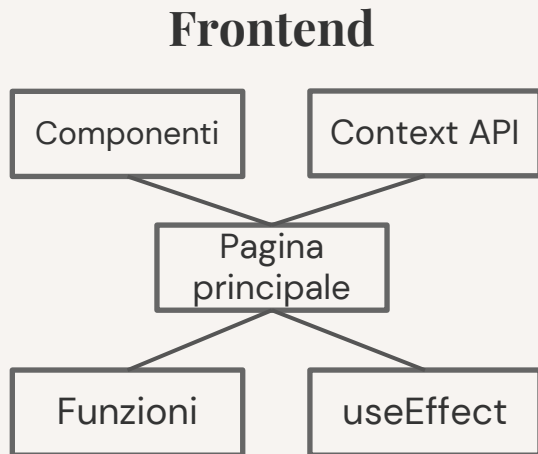 Frontend
Componenti
Context API
Pagina
principale
Funzioni
useEffect